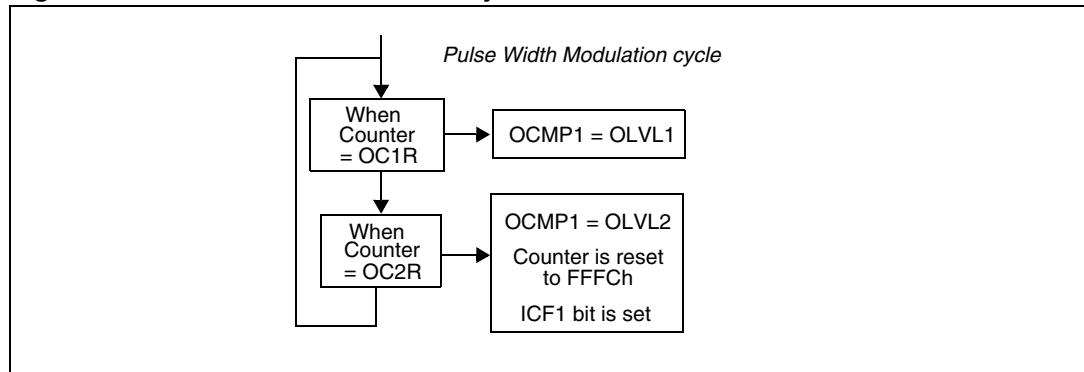 Pulse Width Modulation cycle
When
Counter
= OC1R
OCMP1 = OLVL1
When
Counter
= OC2R
OCMP1 = OLVL2
Counter is reset
to FFFCh
ICF1 bit is set